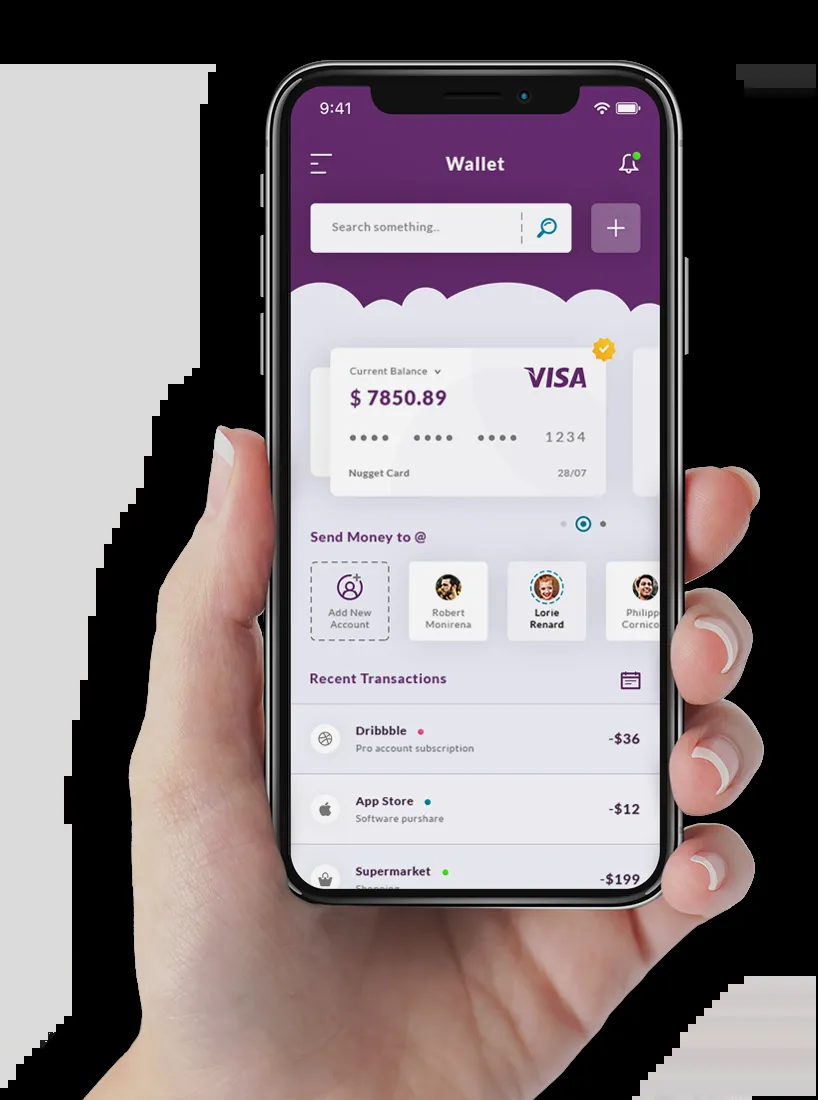 9:41
Wallet
Search something..
Current Balance
VISA
$ 7850.89
1234
Nugget Card
28/07
Send Money to @
Add New
Account
Robert
Monirena
Lorie
Renard
Philipp
Cornico
Recent Transactions
Dribbble
Pro account subscription
-$36
App Store
Software purshare
-$12
Supermarket
-$199